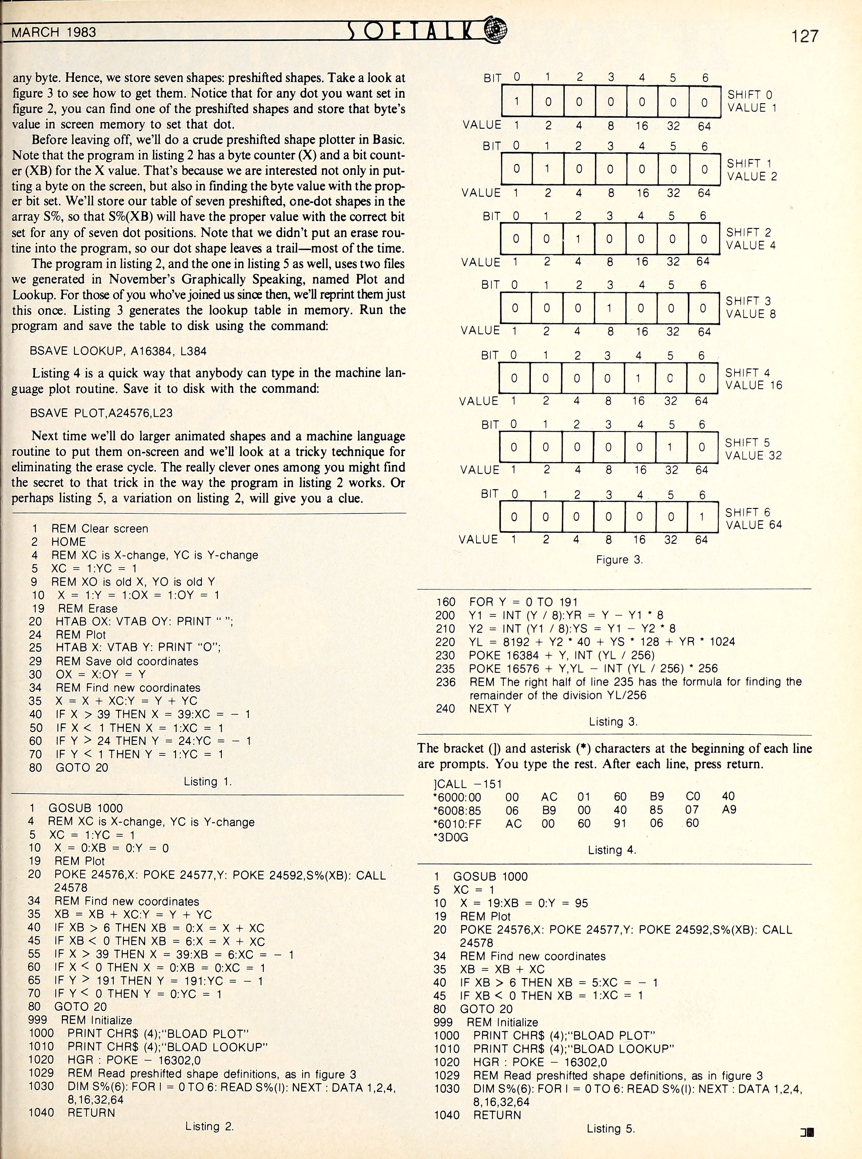 MARCH 1983
SOFTALK
127
any byte. Hence, we store seven shapes: preshifted shapes. Take a look at
figure 3 to see how to get them. Notice that for any dot you want set in
figure 2, you can find one of the preshifted shapes and store that byte's
value in screen memory to set that dot.
Before leaving off, we'll do a crude preshifted shape plotter in Basic.
Note that the program in listing 2 has a byte counter (X) and a bit count-
er (XB) for the X value. That's because we are interested not only in put-
ting a byte on the screen, but also in finding the byte value with the prop-
er bit set. We'll store our table of seven preshifted, one-dot shapes in the
array S%, so that S%(XB) will have the proper value with the correct bit
set for any of seven dot positions. Note that we didn't put an erase rou-
tine into the program, so our dot shape leaves a trail—most of the time.
The program in listing 2, and the one in listing 5 as well, uses two files
we generated in November's Graphically Speaking, named Plot and
Lookup. For those of you who've joined us since then, we'll reprint them just
this once. Listing 3 generates the lookup table in memory. Run the
program and save the table to disk using the command:
BSAVE LOOKUP, A16384, L384
Listing 4 is a quick way that anybody can type in the machine lan-
guage plot routine. Save it to disk with the command:
BSAVE PLOT,A24576,L23
Next time we'll do larger animated shapes and a machine language
routine to put them on-screen and we'll look at a tricky technique for
eliminating the erase cycle. The really clever ones among you might find
the secret to that trick in the way the program in listing 2 works. Or
perhaps listing 5, a variation on listing 2, will give you a clue.
1 REM Clear screen
2 HOME
4 REM XC is X-change, YC is Y-change
5 XC = 1:YC = 1
9 REM XO is old X, YO is old Y
10 X = 1:Y = 1:OX = 1:OY = 1
19 REM Erase
20 HTAB OX: VTAB OY: PRINT " ";
24 REM Plot
25 HTAB X: VTAB Y: PRINT "O";
29 REM Save old coordinates
30 OX = X:OY = Y
34 REM Find new coordinates
35 X = X + XC:Y = Y + YC
40 IF X > 39 THEN X = 39:XC = - 1
50 IF X < 1 THEN X = 1:XC = 1
60 IF Y > 24 THEN Y = 24:YC = - 1
70 IF Y < 1 THEN Y = 1:YC = 1
80 GOTO 20
Listing 1.
1 GOSUB 1000
4 REM XC is X-change, YC is Y-change
5 XC = 1:YC = 1
10 X = 0:XB = 0:Y = 0
19 REM Plot
20 POKE 24576,X: POKE 24577,Y: POKE 24592,S%(XB): CALL
24578
34 REM Find new coordinates
35 XB = XB + XC:Y = Y + YC
40 IF XB > 6 THEN XB = 0:X = X + XC
45 IF XB < 0 THEN XB = 6:X = X + XC
55 IF X > 39 THEN X = 39:XB = 6:XC = - 1
60 IF X < 0 THEN X = 0:XB = 0:XC = 1
65 IF Y > 191 THEN Y = 191:YC = - 1
70 IF Y < 0 THEN Y = 0:YC = 1
80 GOTO 20
999 REM Initialize
1000 PRINT CHR$ (4);"BLOAD PLOT"
1010 PRINT CHR$ (4);"BLOAD LOOKUP"
1020 HGR : POKE - 16302,0
1029 REM Read preshifted shape definitions, as in figure 3
1030 DIM S%(6): FOR I = 0 TO 6: READ S%(I): NEXT : DATA 1,2,4,
8,16,32,64
1040 RETURN
Listing 2.
BIT 0 1 2 3 4 5 6
1 0 0 0 0 0 0 SHIFT 0
VALUE 1
VALUE 1 2 4 8 16 32 64
BIT 0 1 2 3 4 5 6
0 1 0 0 0 0 0 SHIFT 1
VALUE 2
VALUE 1 2 4 8 16 32 64
BIT 0 1 2 3 4 5 6
0 0 1 0 0 0 0 SHIFT 2
VALUE 4
VALUE 1 2 4 8 16 32 64
BIT 0 1 2 3 4 5 6
0 0 0 1 0 0 0 SHIFT 3
VALUE 8
VALUE 1 2 4 8 16 32 64
BIT 0 1 2 3 4 5 6
0 0 0 0 1 0 0 SHIFT 4
VALUE 16
VALUE 1 2 4 8 16 32 64
BIT 0 1 2 3 4 5 6
0 0 0 0 0 1 0 SHIFT 5
VALUE 32
VALUE 1 2 4 8 16 32 64
BIT 0 1 2 3 4 5 6
0 0 0 0 0 0 1 SHIFT 6
VALUE 64
VALUE 1 2 4 8 16 32 64
Figure 3.
160 FOR Y = 0 TO 191
200 Y1 = INT (Y / 8):YR = Y - Y1 * 8
210 Y2 = INT (Y1 / 8):YS = Y1 - Y2 * 8
220 YL = 8192 + Y2 * 40 + YS * 128 + YR * 1024
230 POKE 16384 + Y, INT (YL / 256)
235 POKE 16576 + Y,YL - INT (YL / 256) * 256
236 REM The right half of line 235 has the formula for finding the
remainder of the division YL/256
240 NEXT Y
Listing 3.
The bracket (]) and asterisk (*) characters at the beginning of each line
are prompts. You type the rest. After each line, press return.
]CALL -151
*6000:00 00 AC 01 60 B9 C0 40
*6008:85 06 B9 00 40 85 07 A9
*6010:FF AC 00 60 91 06 60
*3D0G
Listing 4.
1 GOSUB 1000
5 XC = 1
10 X = 19:XB = 0:Y = 95
19 REM Plot
20 POKE 24576,X: POKE 24577,Y: POKE 24592,S%(XB): CALL
24578
34 REM Find new coordinates
35 XB = XB + XC
40 IF XB > 6 THEN XB = 5:XC = - 1
45 IF XB < 0 THEN XB = 1:XC = 1
80 GOTO 20
999 REM Initialize
1000 PRINT CHR$ (4);"BLOAD PLOT"
1010 PRINT CHR$ (4);"BLOAD LOOKUP"
1020 HGR : POKE - 16302,0
1029 REM Read preshifted shape definitions, as in figure 3
1030 DIM S%(6): FOR I = 0 TO 6: READ S%(I): NEXT : DATA 1,2,4,
8,16,32,64
1040 RETURN
Listing 5.